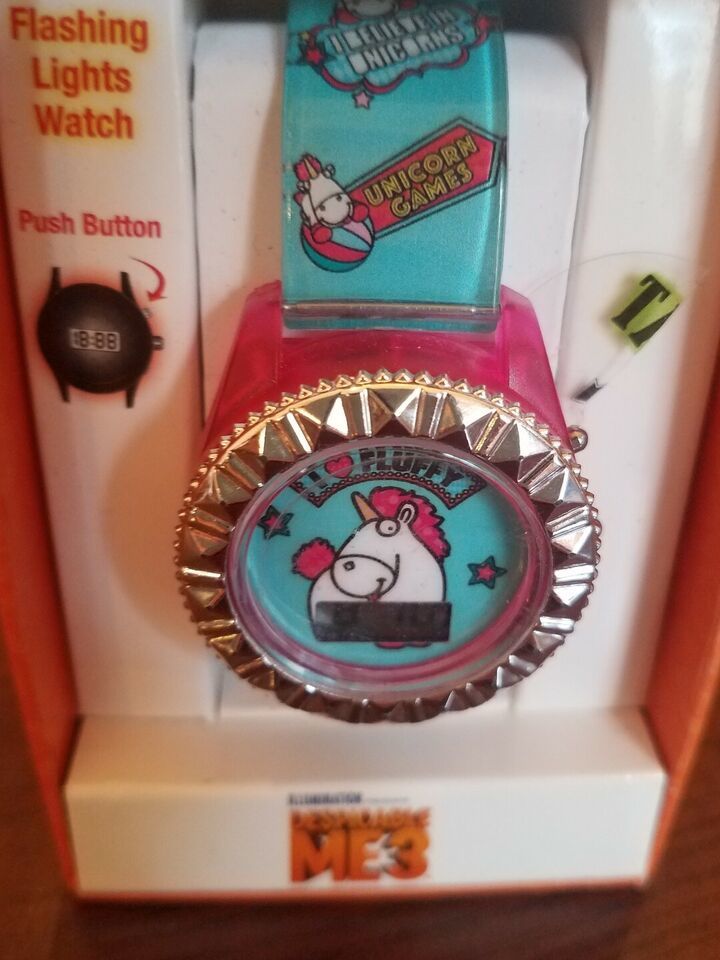 Flashing
Lights
Watch
I BELIEVE IN
UNICORNS
UNICORN
GAMES
Push Button
18:88
I ♥ FLUFFY
ILLUMINATION
DESPICABLE
ME3